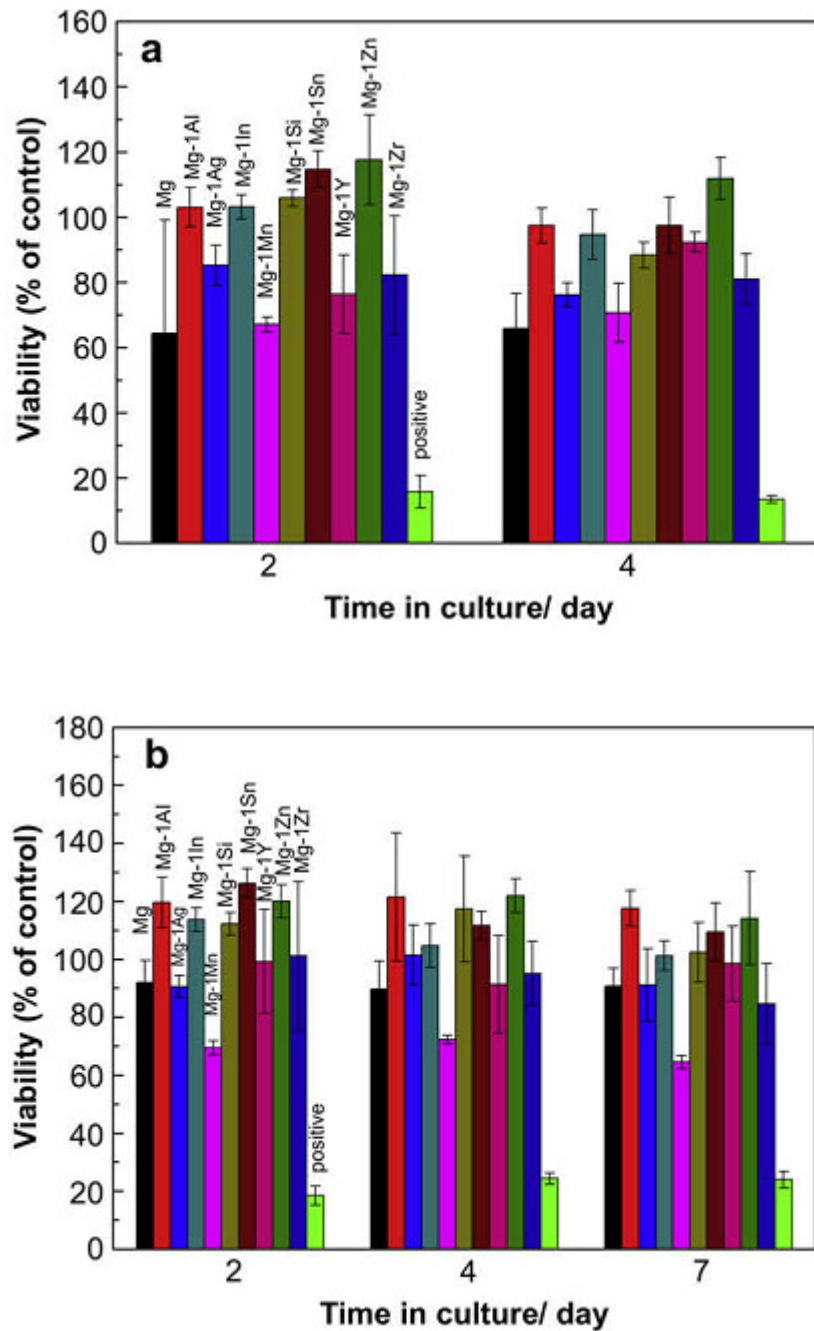 a
160
140
120
100
80
60
40
20
0
Viability (% of control)
Mg
Mg-1Al
Mg-1Ag
Mg-1In
Mg-1Mn
Mg-1Si
Mg-1Sn
Mg-1Y
Mg-1Zn
Mg-1Zr
positive
2 4
Time in culture/ day
b
180
160
140
120
100
80
60
40
20
0
Viability (% of control)
Mg
Mg-1Al
Mg-1Ag
Mg-1In
Mg-1Mn
Mg-1Si
Mg-1Sn
Mg-1Y
Mg-1Zn
Mg-1Zr
positive
2 4 7
Time in culture/ day